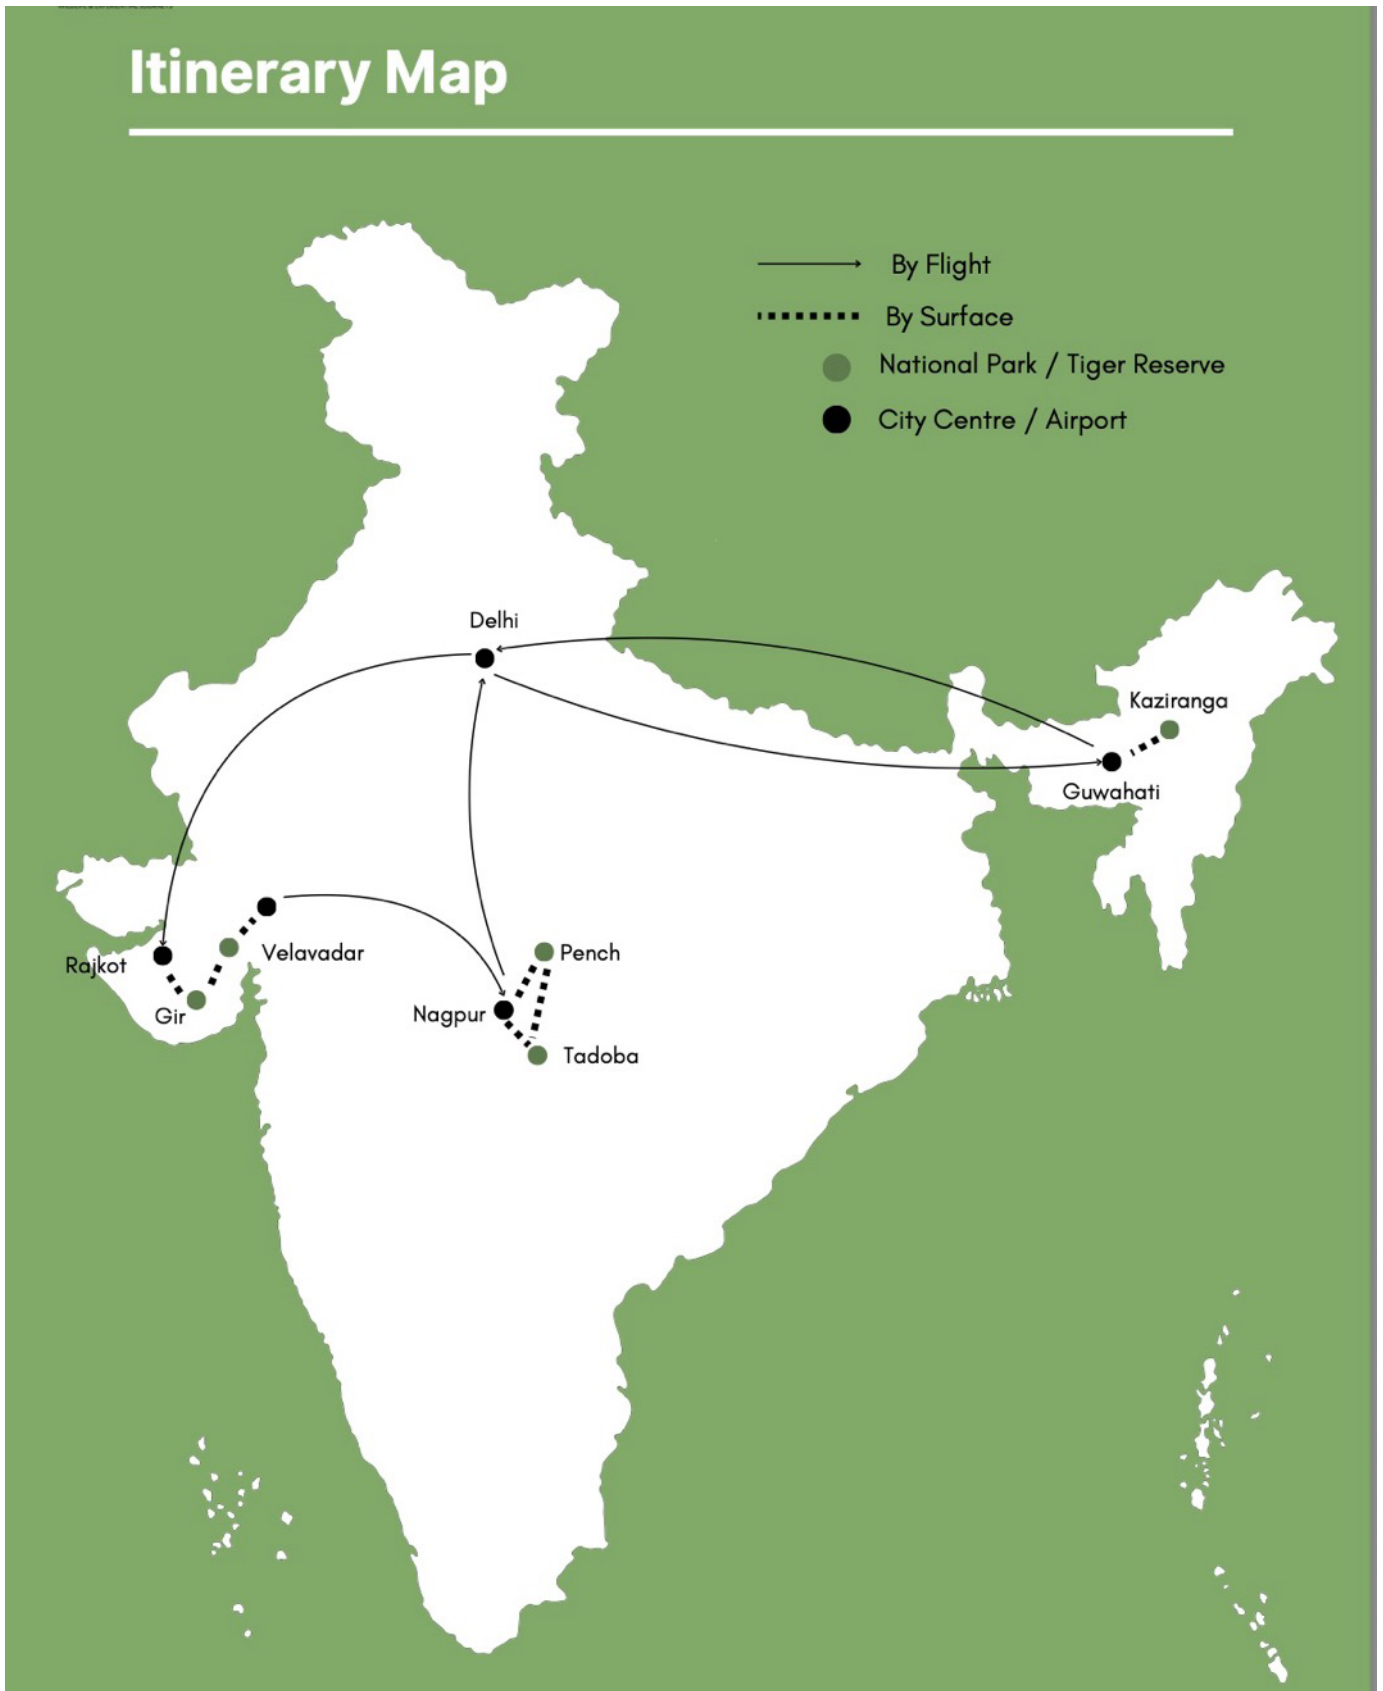 Itinerary Map
By Flight
By Surface
National Park / Tiger Reserve
City Centre / Airport
Delhi
Kaziranga
Guwahati
Rajkot
Velavadar
Pench
Gir
Nagpur
Tadoba